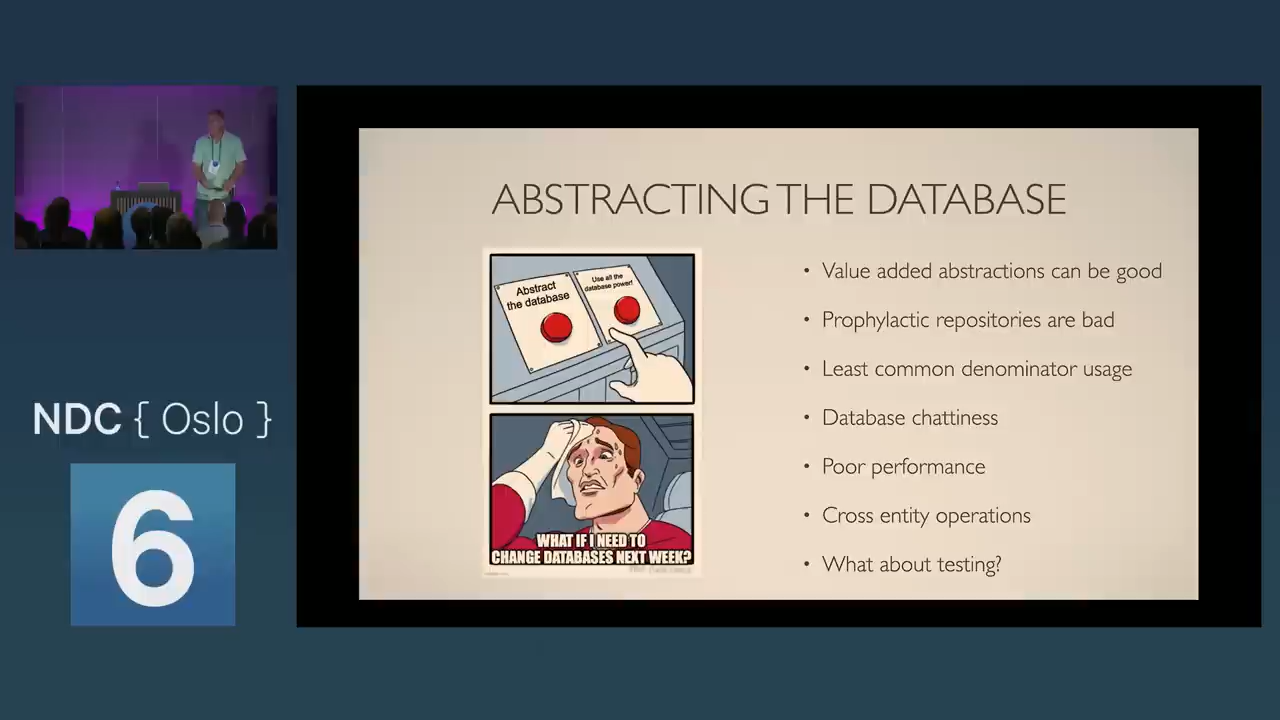 ABSTRACTING THE DATABASE
Abstract
the database
Use all the
database power!
WHAT IF I NEED TO
CHANGE DATABASES NEXT WEEK?
• Value added abstractions can be good
• Prophylactic repositories are bad
• Least common denominator usage
• Database chattiness
• Poor performance
• Cross entity operations
• What about testing?
NDC { Oslo }
6